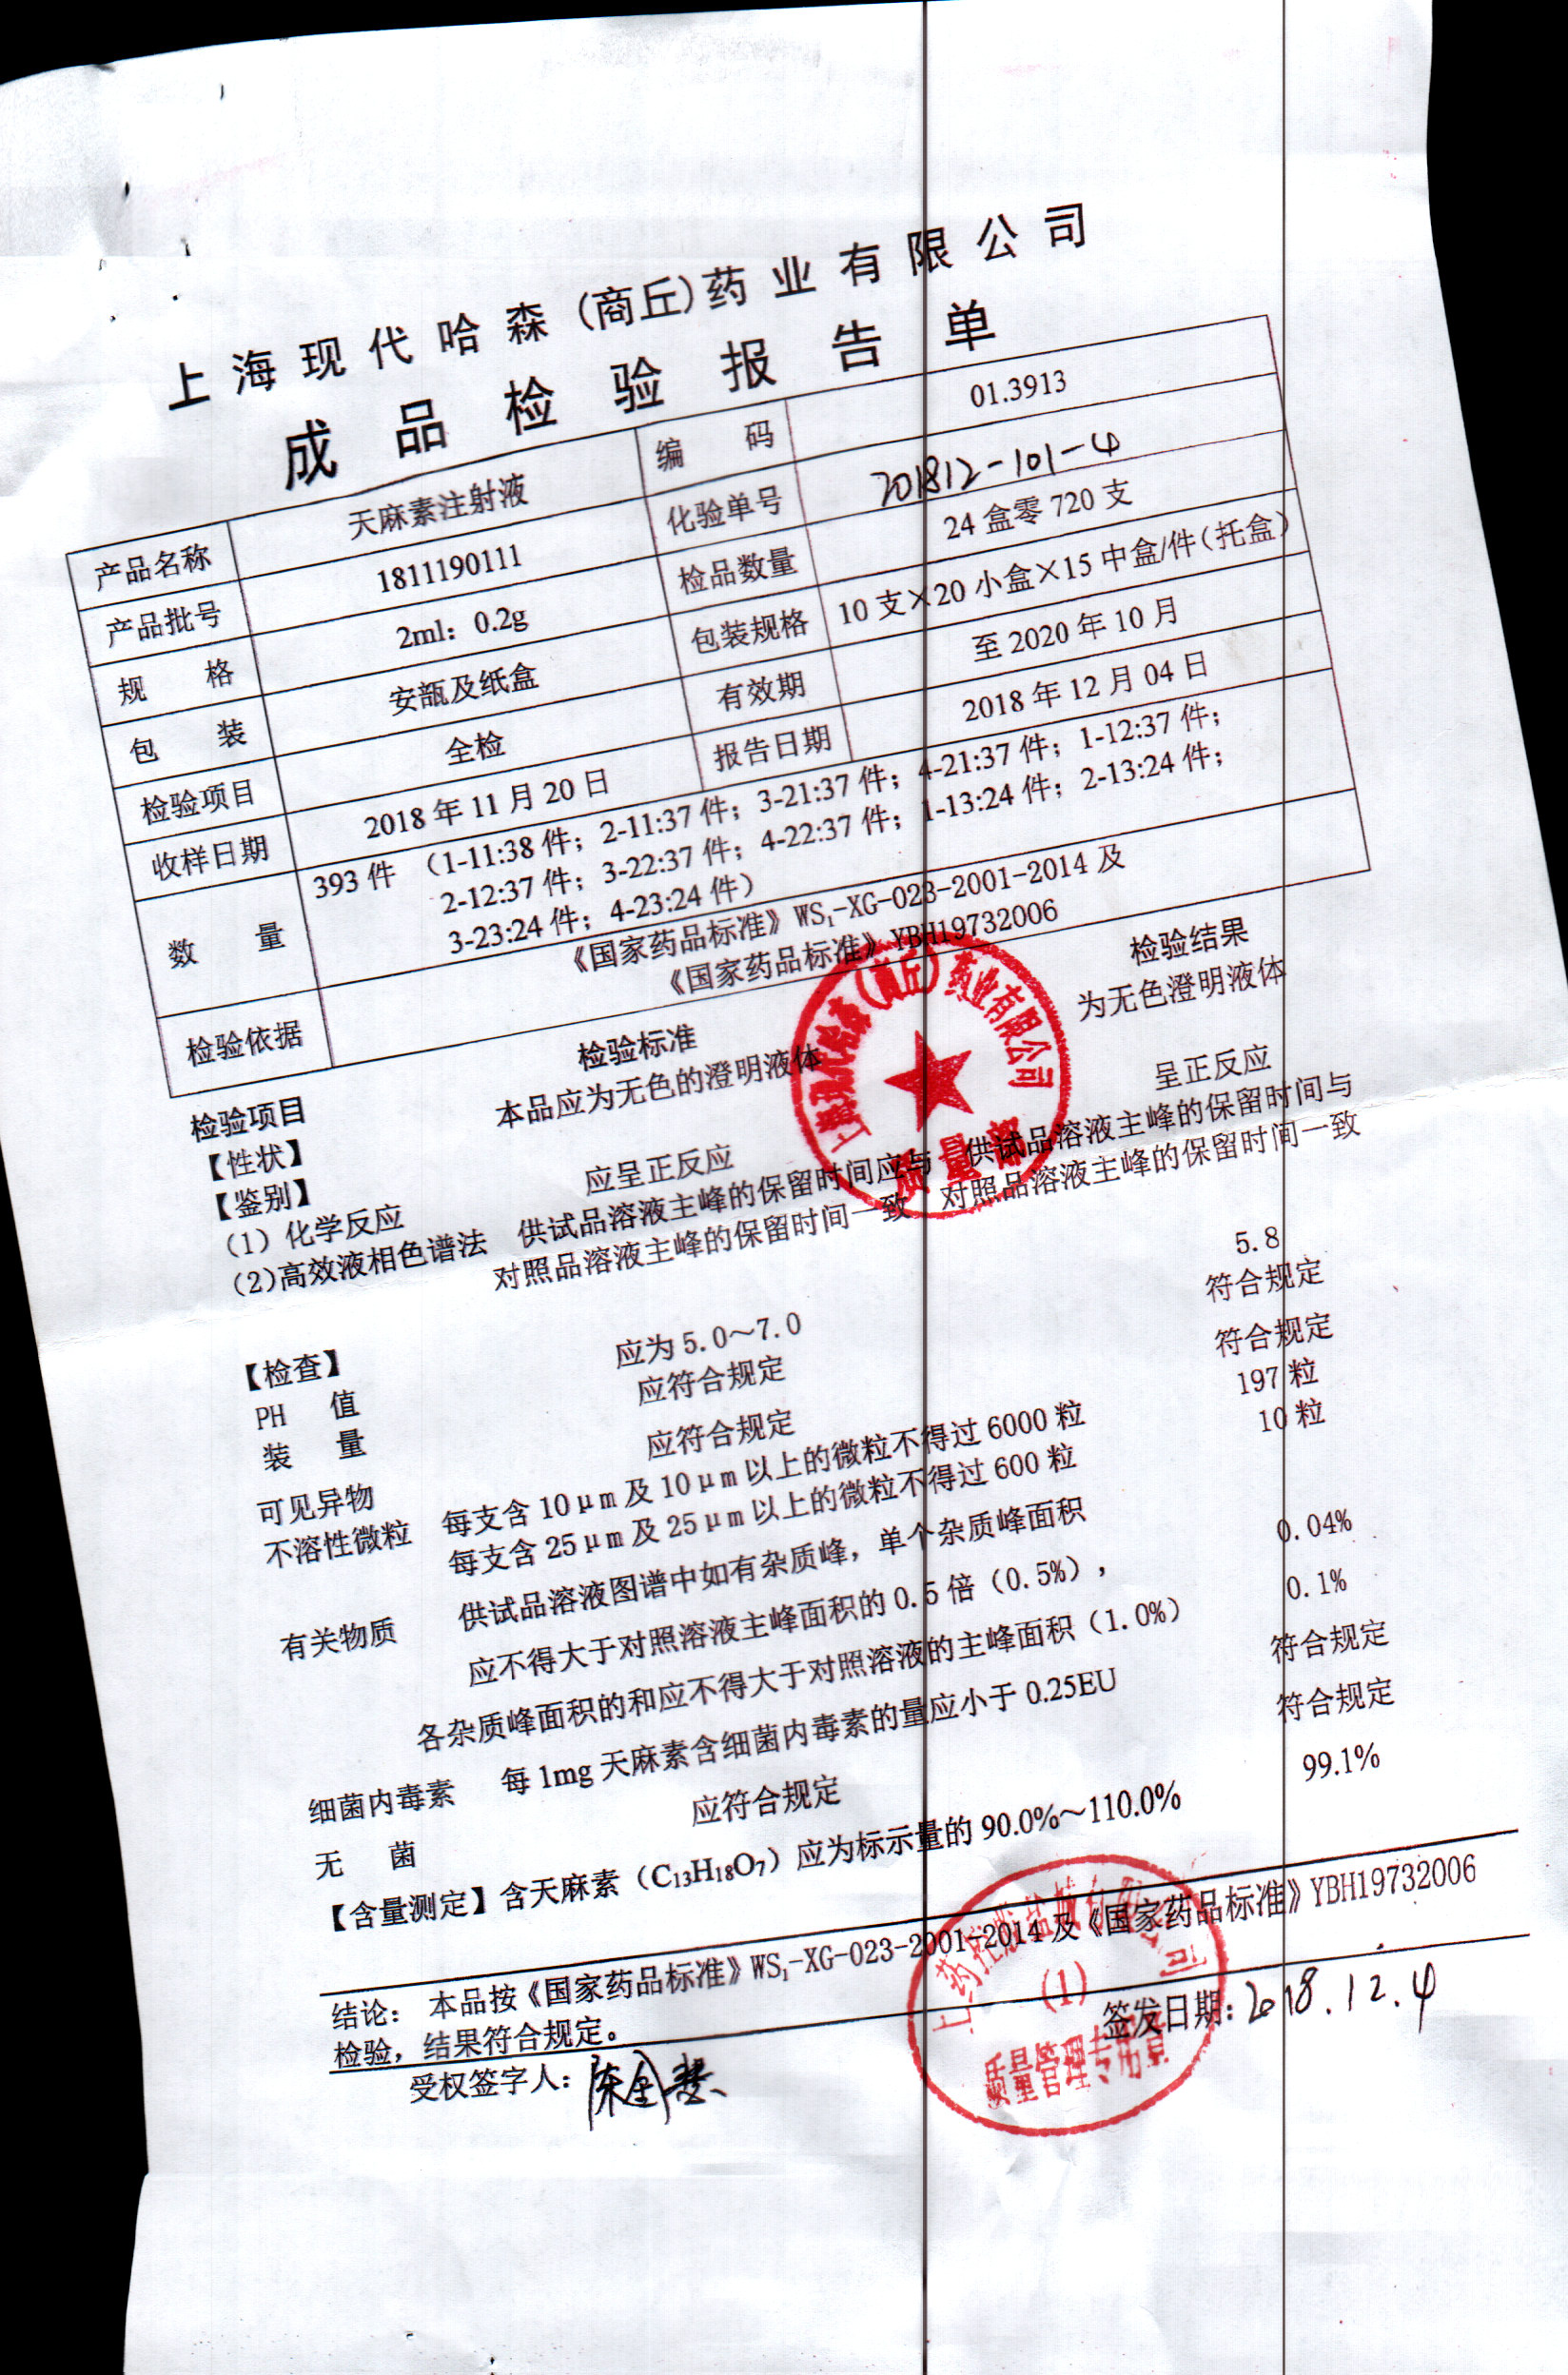 上海现代哈森(商丘)药业有限公司
成品检验报告单
产品名称 天麻素注射液 编码 01.3913
产品批号 1811190111 化验单号 201812-101-4
规格 2ml：0.2g 检品数量 24盒零720支
包装 安瓿及纸盒 包装规格 10支×20小盒×15中盒/件(托盒)
检验项目 全检 有效期 至2020年10月
收样日期 2018年11月20日 报告日期 2018年12月04日
数量 393件 （1-11:38件；2-11:37件；3-21:37件；4-21:37件；1-12:37件；
2-12:37件；3-22:37件；4-22:37件；1-13:24件；2-13:24件；
3-23:24件；4-23:24件）
检验依据 《国家药品标准》WS₁-XG-023-2001-2014及
《国家药品标准》YBH19732006
检验项目 检验标准 检验结果
【性状】 本品应为无色的澄明液体 为无色澄明液体
【鉴别】
（1）化学反应 应呈正反应 呈正反应
(2)高效液相色谱法 供试品溶液主峰的保留时间应与 供试品溶液主峰的保留时间与
对照品溶液主峰的保留时间一致 对照品溶液主峰的保留时间一致
【检查】
PH 值 应为5.0～7.0 5.8
装 量 应符合规定 符合规定
可见异物 应符合规定 符合规定
不溶性微粒 每支含10μm及10μm以上的微粒不得过6000粒 197粒
每支含25μm及25μm以上的微粒不得过600粒 10粒
有关物质 供试品溶液图谱中如有杂质峰，单个杂质峰面积
应不得大于对照溶液主峰面积的0.5倍（0.5%）， 0.04%
各杂质峰面积的和应不得大于对照溶液的主峰面积（1.0%） 0.1%
细菌内毒素 每1mg天麻素含细菌内毒素的量应小于0.25EU 符合规定
无 菌 应符合规定 符合规定
【含量测定】含天麻素（C₁₃H₁₈O₇）应为标示量的90.0%～110.0% 99.1%
结论： 本品按《国家药品标准》WS₁-XG-023-2001-2014及《国家药品标准》YBH19732006
检验，结果符合规定。
受权签字人： 签发日期：2018.12.4
上海现代哈森（商丘）药业有限公司
质量部
(1)
质量管理专用章